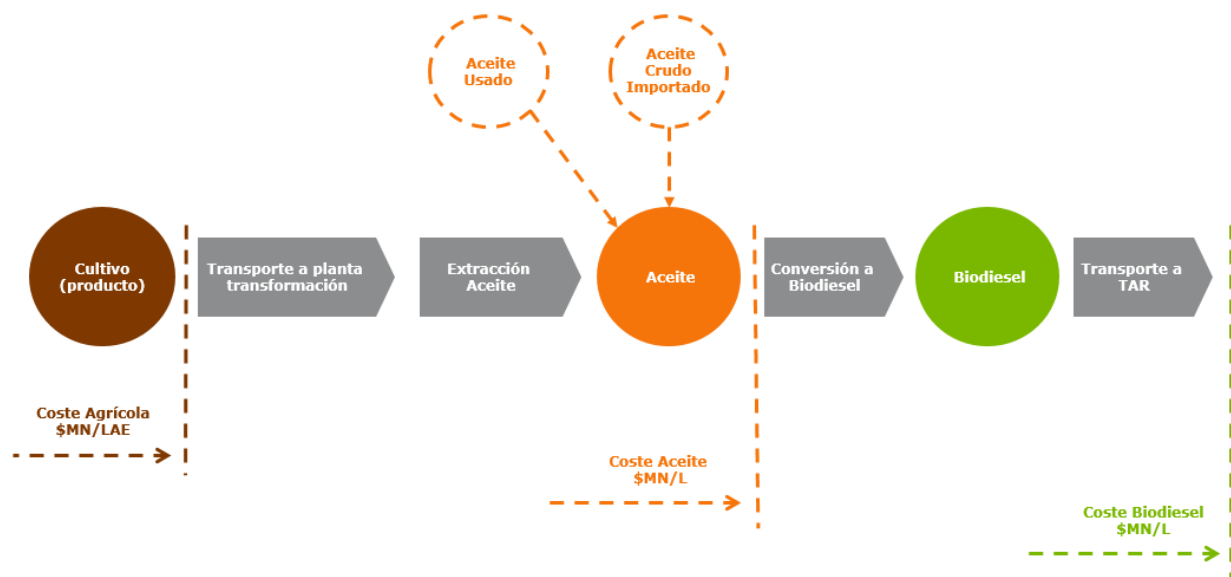 Aceite
Usado
Aceite
Crudo
Importado
Cultivo
(producto)
Transporte a planta
transformación
Extracción
Aceite
Aceite
Conversión a
Biodiesel
Biodiesel
Transporte a
TAR
Coste Agrícola
$MN/LAE
Coste Aceite
$MN/L
Coste Biodiesel
$MN/L